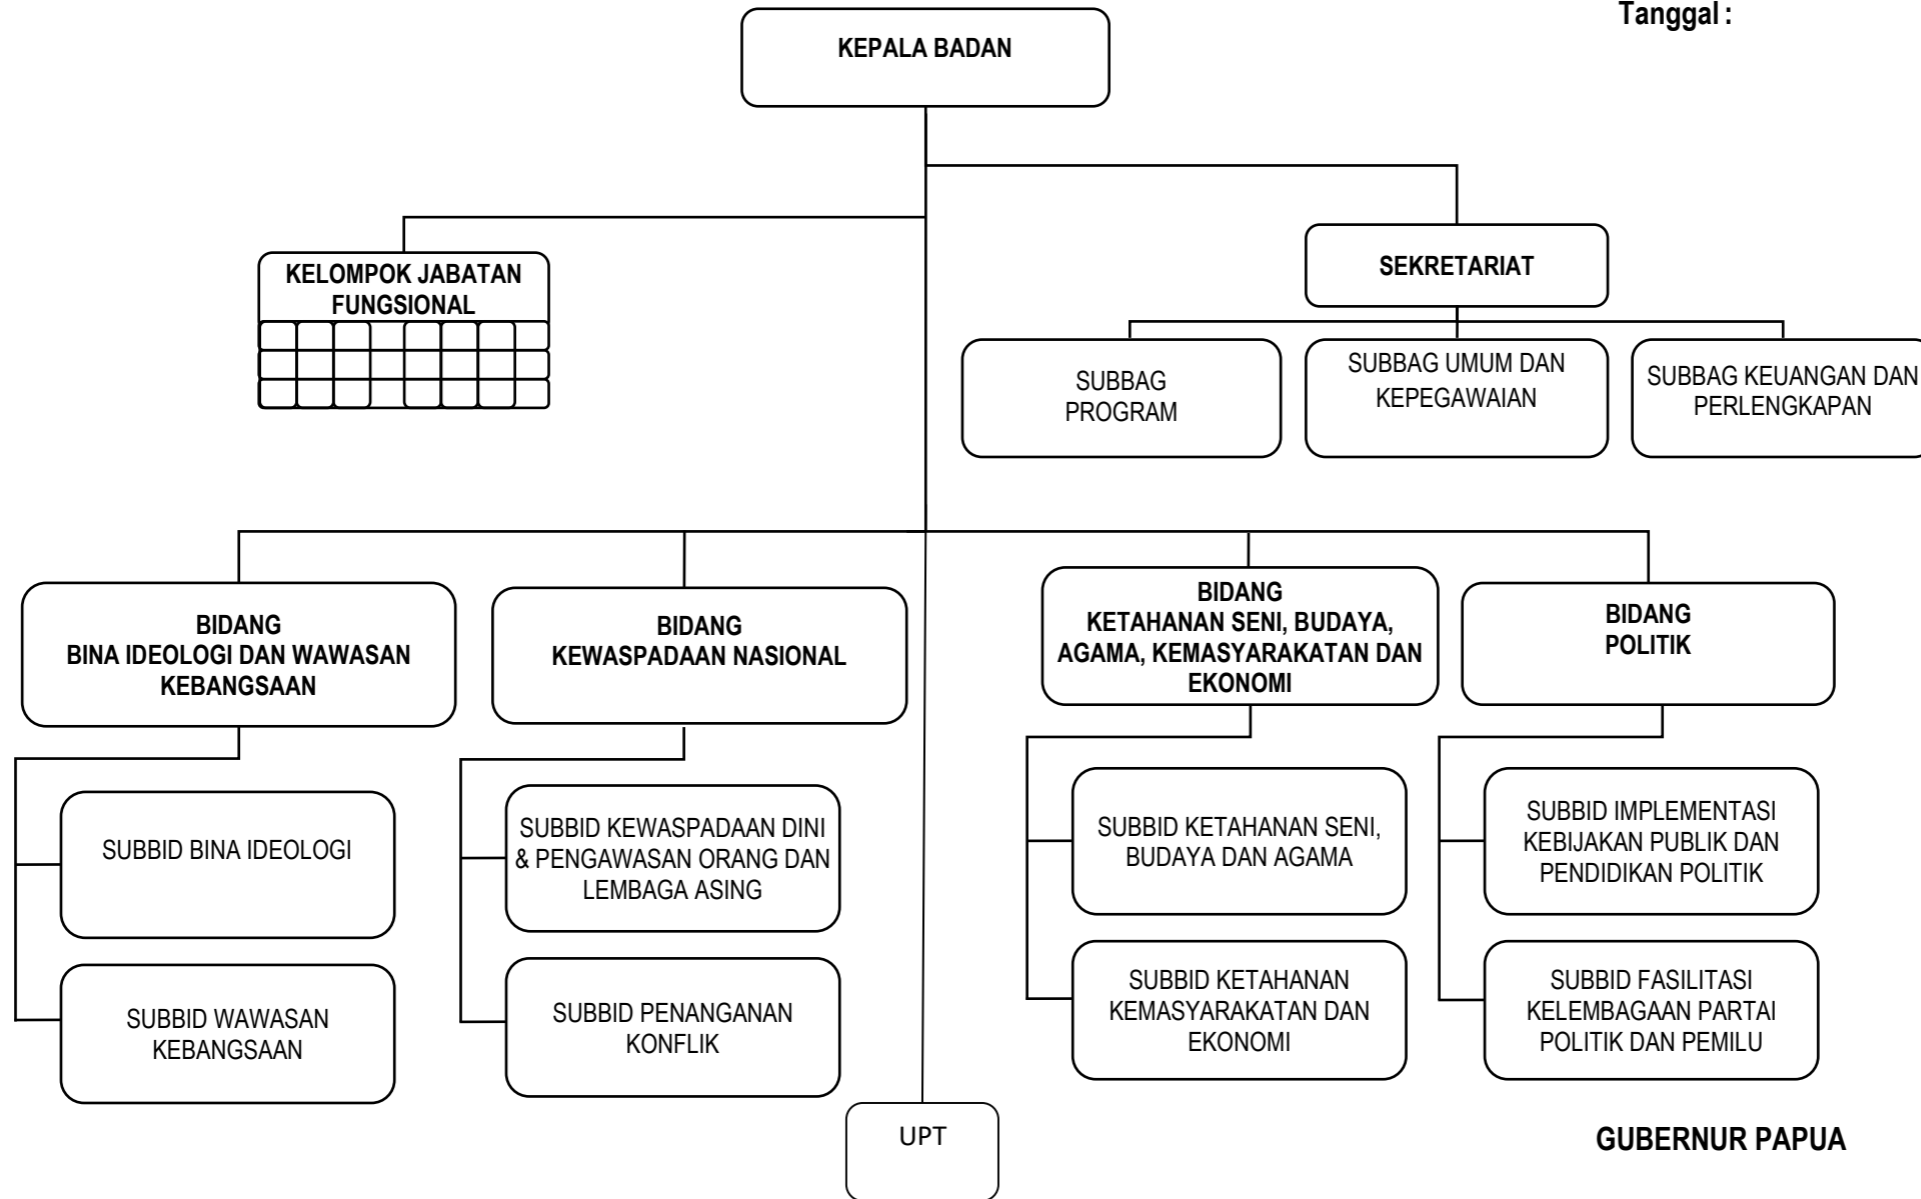 Tanggal :
KEPALA BADAN
KELOMPOK JABATAN
FUNGSIONAL
SEKRETARIAT
SUBBAG
PROGRAM
SUBBAG UMUM DAN
KEPEGAWAIAN
SUBBAG KEUANGAN DAN
PERLENGKAPAN
BIDANG
BINA IDEOLOGI DAN WAWASAN
KEBANGSAAN
BIDANG
KEWASPADAAN NASIONAL
BIDANG
KETAHANAN SENI, BUDAYA,
AGAMA, KEMASYARAKATAN DAN
EKONOMI
BIDANG
POLITIK
SUBBID BINA IDEOLOGI
SUBBID WAWASAN
KEBANGSAAN
SUBBID KEWASPADAAN DINI
& PENGAWASAN ORANG DAN
LEMBAGA ASING
SUBBID PENANGANAN
KONFLIK
SUBBID KETAHANAN SENI,
BUDAYA DAN AGAMA
SUBBID KETAHANAN
KEMASYARAKATAN DAN
EKONOMI
SUBBID IMPLEMENTASI
KEBIJAKAN PUBLIK DAN
PENDIDIKAN POLITIK
SUBBID FASILITASI
KELEMBAGAAN PARTAI
POLITIK DAN PEMILU
UPT
GUBERNUR PAPUA